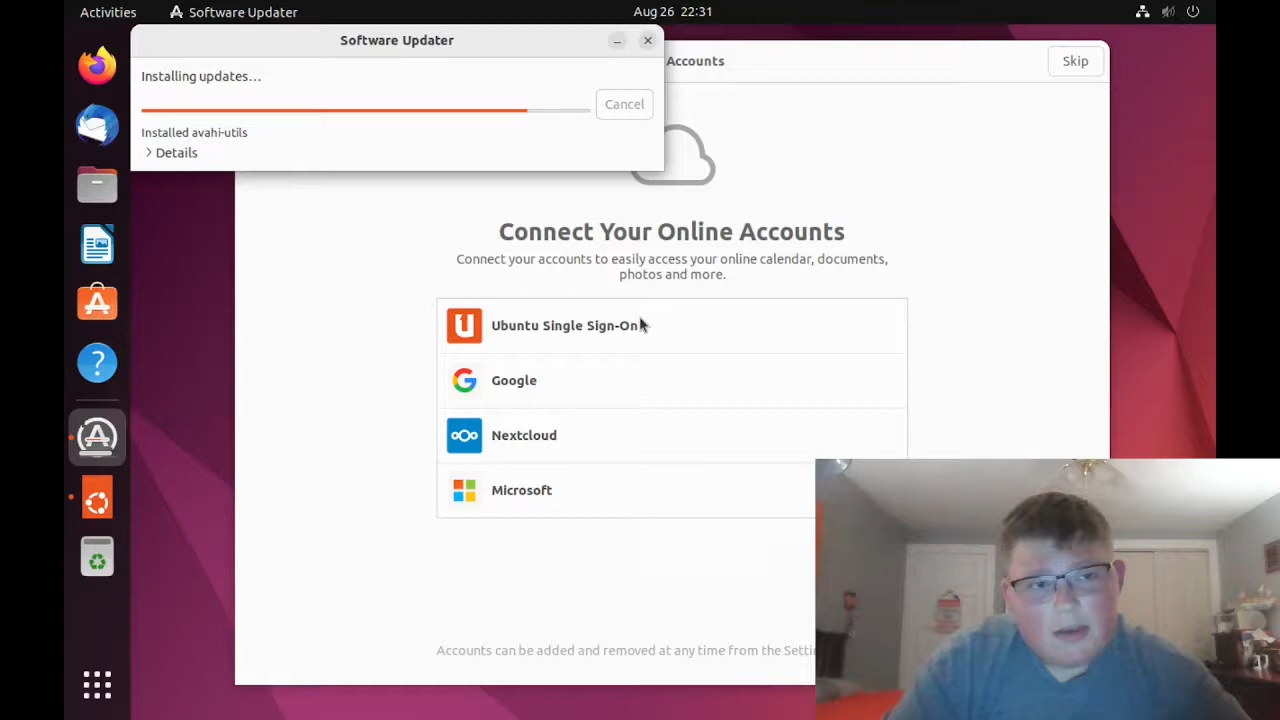 Activities
Software Updater
Aug 26 22:31
Software Updater
Accounts
Skip
Installing updates…
Cancel
Installed avahi-utils
Details
Connect Your Online Accounts
Connect your accounts to easily access your online calendar, documents,
photos and more.
Ubuntu Single Sign-On
Google
Nextcloud
Microsoft
Accounts can be added and removed at any time from the Setti